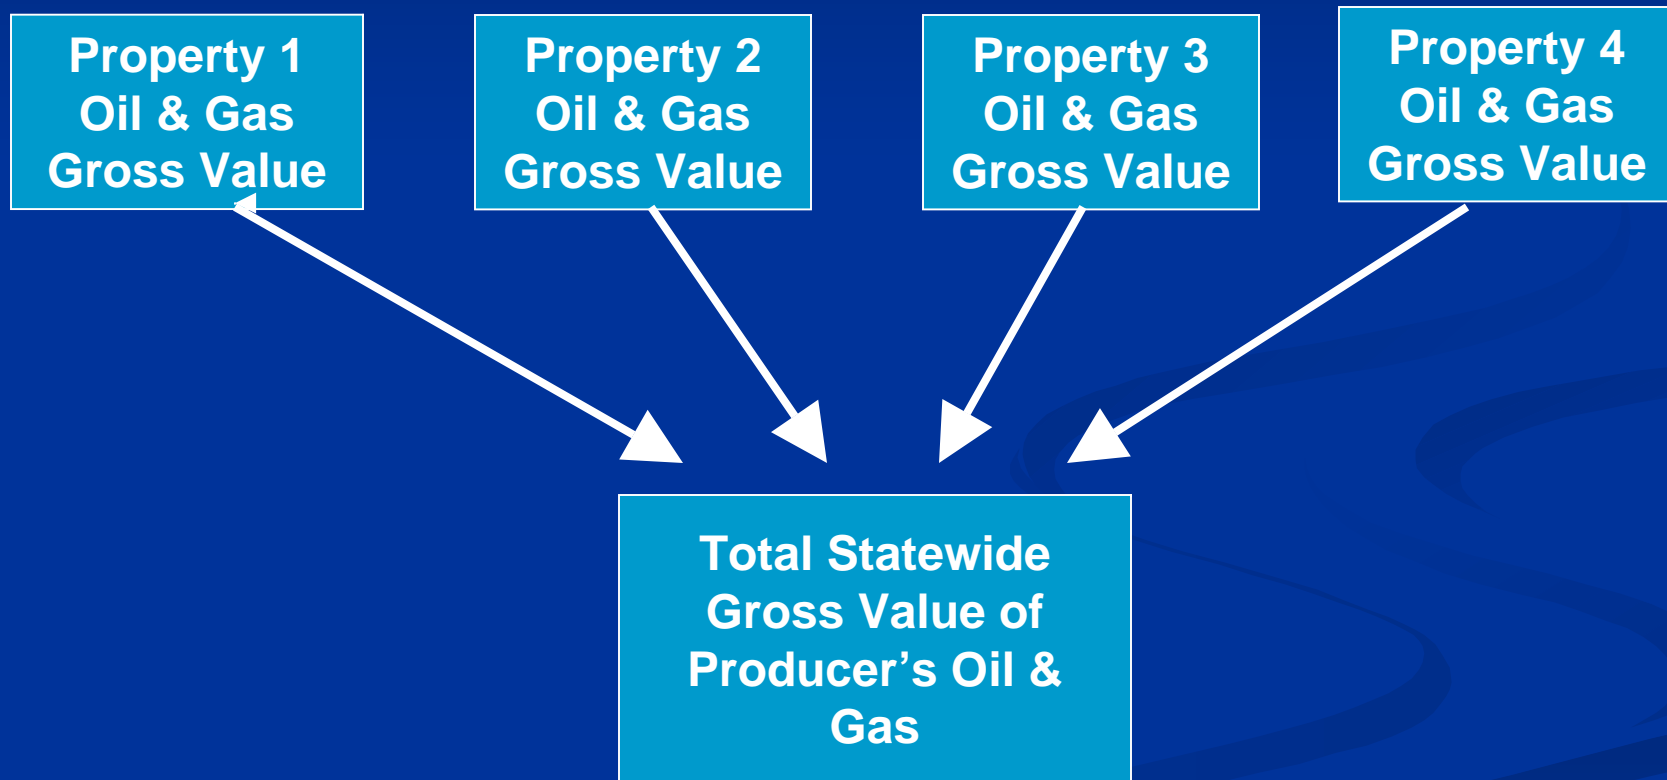 Property 1
Oil & Gas
Gross Value
Property 2
Oil & Gas
Gross Value
Property 3
Oil & Gas
Gross Value
Property 4
Oil & Gas
Gross Value
Total Statewide
Gross Value of
Producer’s Oil &
Gas